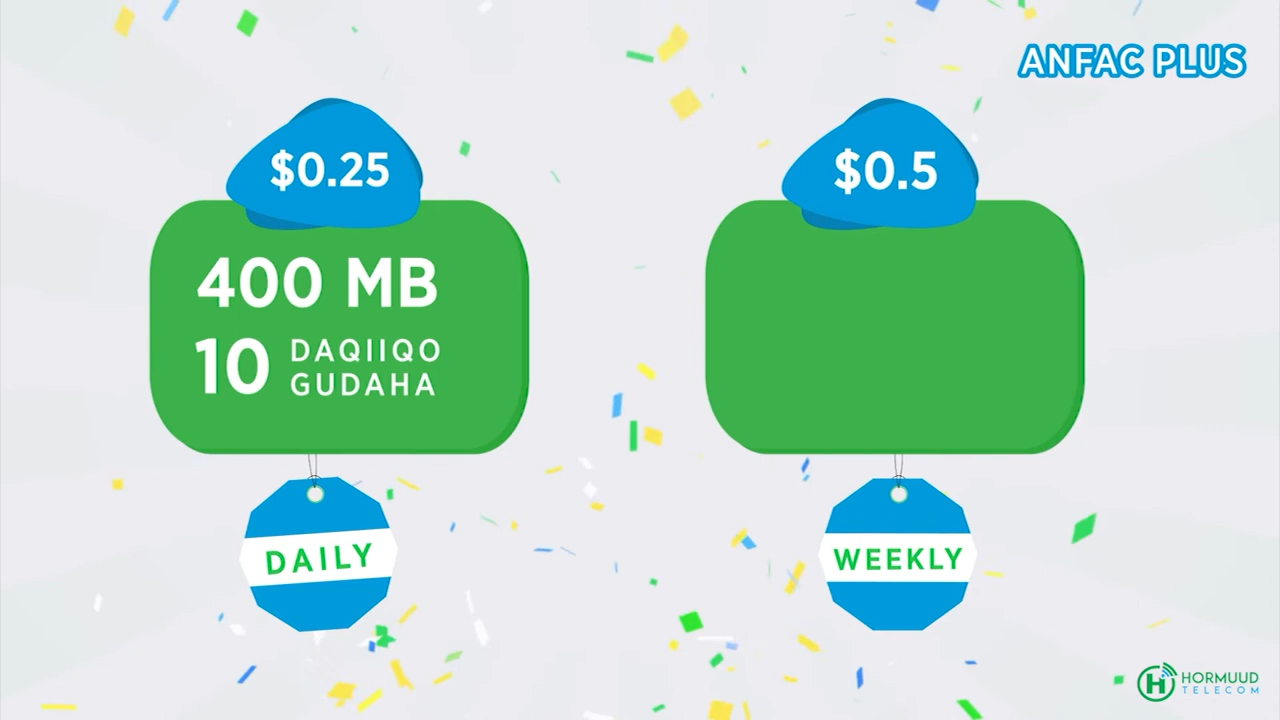 ANFAC PLUS
$0.25
400 MB
10 DAQIIQO
GUDAHA
DAILY
$0.5
WEEKLY
HORMUUD
TELECOM